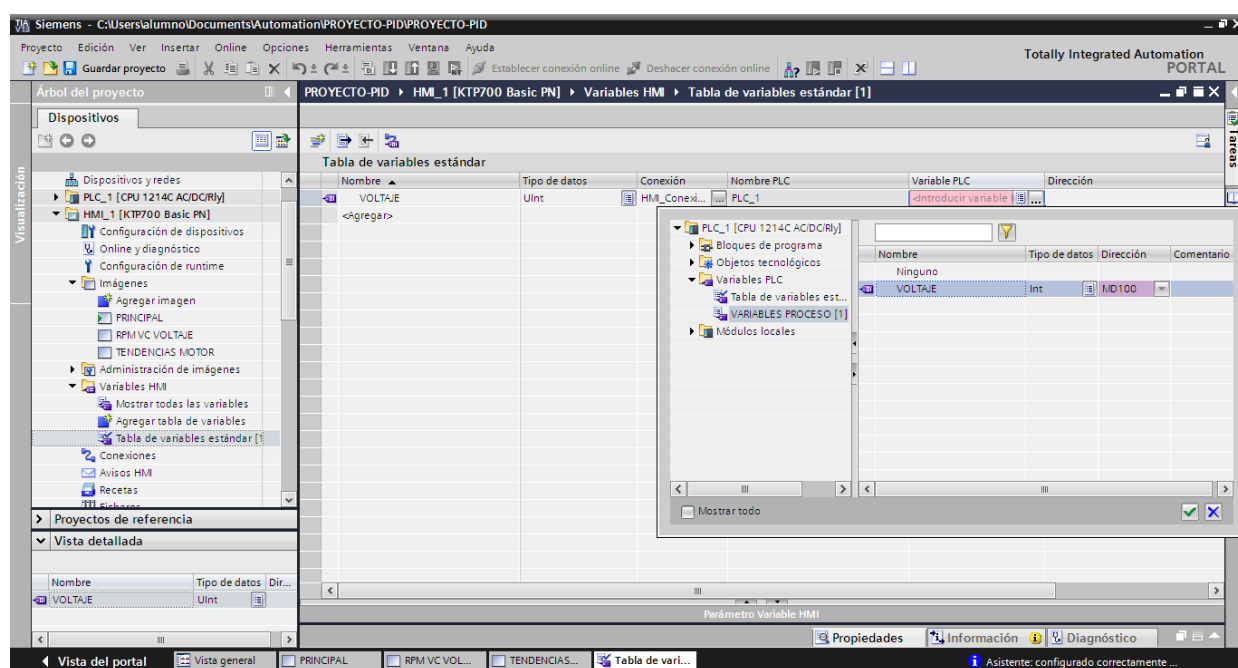 Siemens - C:\Users\alumno\Documents\Automation\PROYECTO-PID\PROYECTO-PID
Proyecto Edición Ver Insertar Online Opciones Herramientas Ventana Ayuda
Totally Integrated Automation
PORTAL
Guardar proyecto
Establecer conexión online
Deshacer conexión online
Árbol del proyecto
PROYECTO-PID HMI_1 [KTP700 Basic PN] Variables HMI Tabla de variables estándar [1]
Dispositivos
Visualización
Tareas
Dispositivos y redes
PLC_1 [CPU 1214C AC/DC/Rly]
HMI_1 [KTP700 Basic PN]
Configuración de dispositivos
Online y diagnóstico
Configuración de runtime
Imágenes
Agregar imagen
PRINCIPAL
RPM VC VOLTAJE
TENDENCIAS MOTOR
Administración de imágenes
Variables HMI
Mostrar todas las variables
Agregar tabla de variables
Tabla de variables estándar [1
Conexiones
Avisos HMI
Recetas
Proyectos de referencia
Vista detallada
Nombre Tipo de datos Dir...
VOLTAJE UInt
Tabla de variables estándar
Nombre Tipo de datos Conexión Nombre PLC Variable PLC Dirección
VOLTAJE UInt HMI_Conexi... PLC_1 <Introducir variable
<Agregar>
PLC_1 [CPU 1214C AC/DC/Rly]
Bloques de programa
Objetos tecnológicos
Variables PLC
Tabla de variables est...
VARIABLES PROCESO [1]
Módulos locales
Nombre Tipo de datos Dirección Comentario
Ninguno
VOLTAJE Int MD100
Mostrar todo
Parámetro Variable HMI
Propiedades Información Diagnóstico
Vista del portal Vista general PRINCIPAL RPM VC VOL... TENDENCIAS... Tabla de vari...
Asistente: configurado correctamente ...